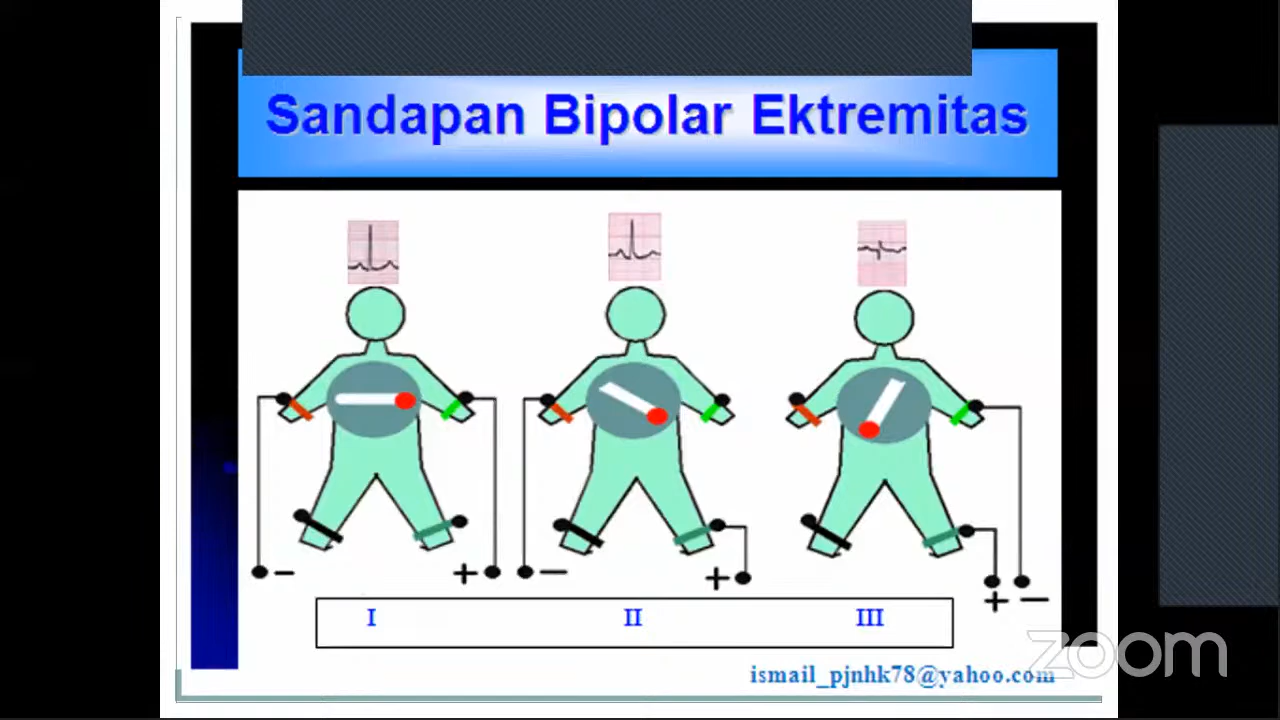 Sandapan Bipolar Ektremitas
- + - + + -
I II III
ismail_pjnhk78@yahoo.com
zoom